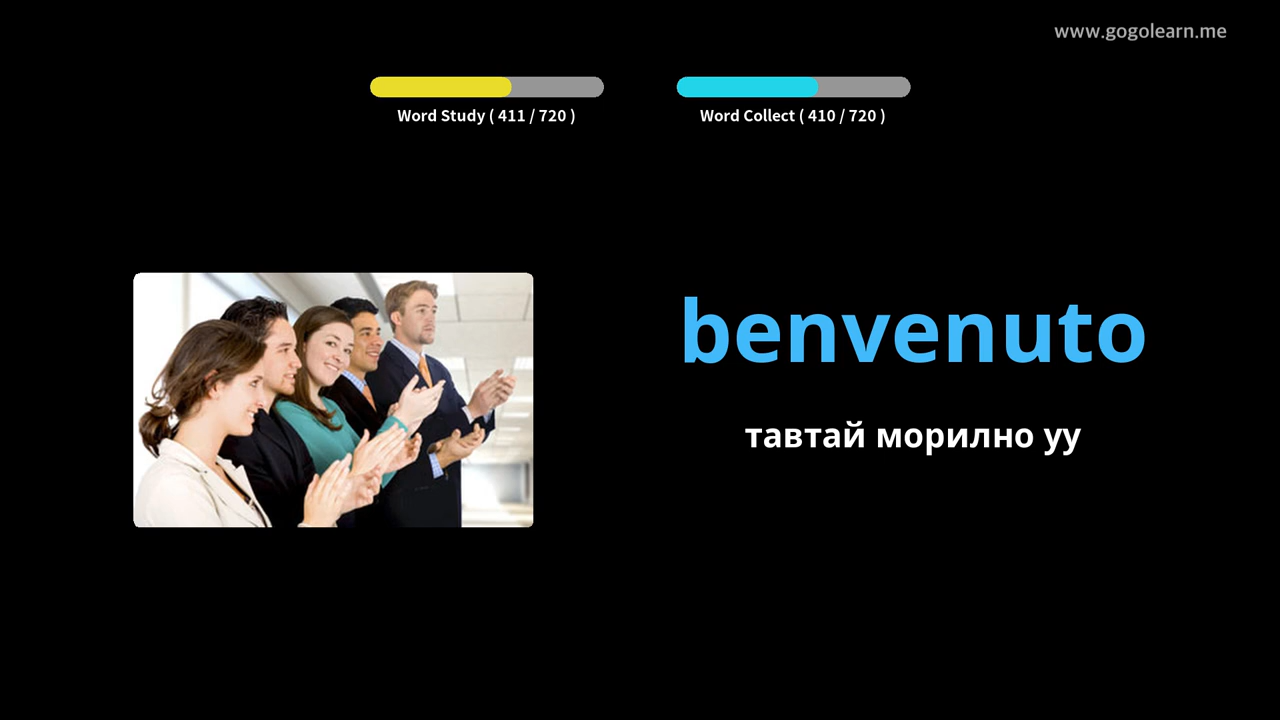 www.gogolearn.me
Word Study ( 411 / 720 )
Word Collect ( 410 / 720 )
benvenuto
тавтай морилно уу